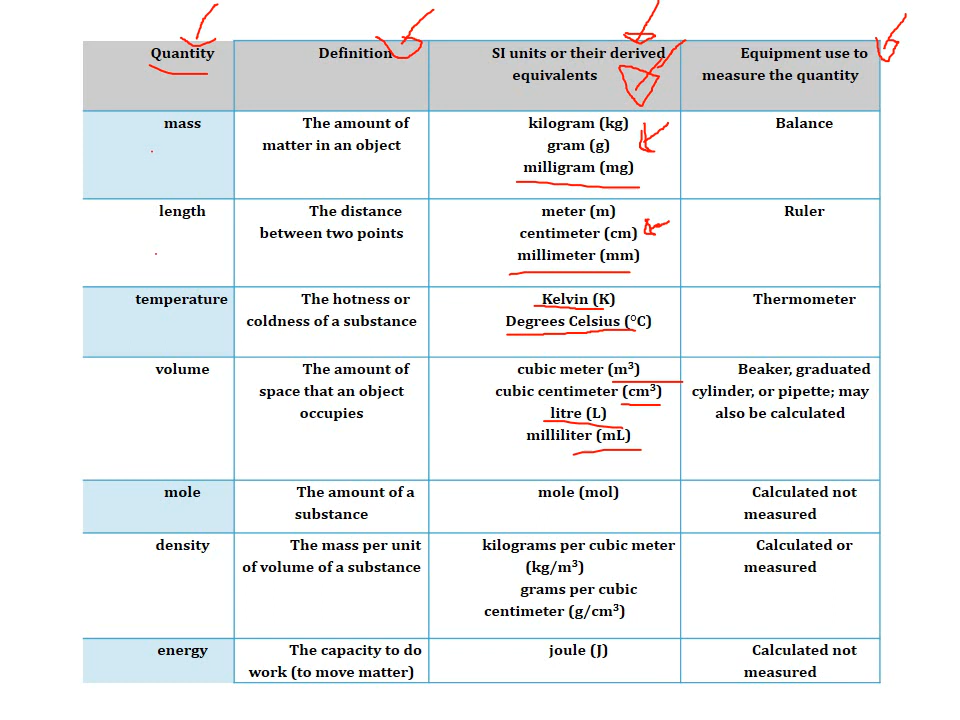 Quantity
Definition
SI units or their derived
equivalents
Equipment use to
measure the quantity
mass
The amount of
matter in an object
kilogram (kg)
gram (g)
milligram (mg)
Balance
length
The distance
between two points
meter (m)
centimeter (cm)
millimeter (mm)
Ruler
temperature
The hotness or
coldness of a substance
Kelvin (K)
Degrees Celsius (°C)
Thermometer
volume
The amount of
space that an object
occupies
cubic meter (m³)
cubic centimeter (cm³)
litre (L)
milliliter (mL)
Beaker, graduated
cylinder, or pipette; may
also be calculated
mole
The amount of a
substance
mole (mol)
Calculated not
measured
density
The mass per unit
of volume of a substance
kilograms per cubic meter
(kg/m³)
grams per cubic
centimeter (g/cm³)
Calculated or
measured
energy
The capacity to do
work (to move matter)
joule (J)
Calculated not
measured